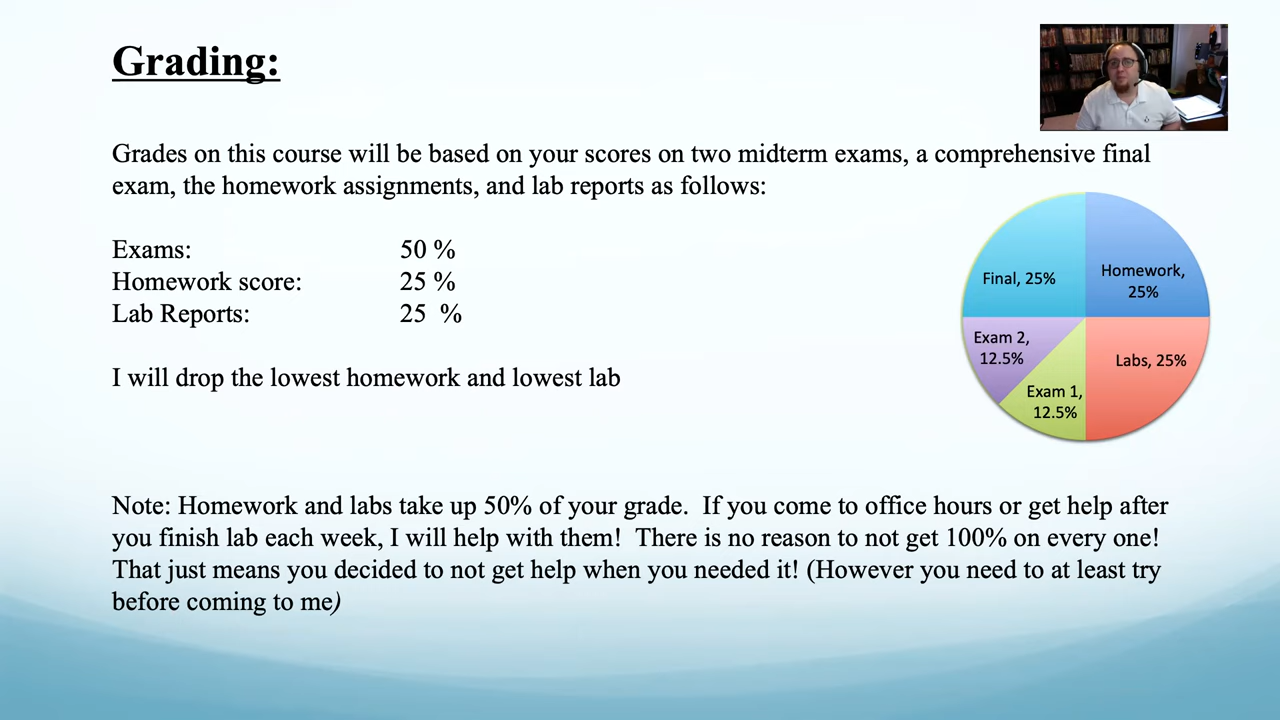 Grading:
Grades on this course will be based on your scores on two midterm exams, a comprehensive final
exam, the homework assignments, and lab reports as follows:
Exams: 50 %
Homework score: 25 %
Lab Reports: 25  %
I will drop the lowest homework and lowest lab
Final, 25%
Homework,
25%
Exam 2,
12.5%
Labs, 25%
Exam 1,
12.5%
Note: Homework and labs take up 50% of your grade.  If you come to office hours or get help after
you finish lab each week, I will help with them!  There is no reason to not get 100% on every one!
That just means you decided to not get help when you needed it! (However you need to at least try
before coming to me)